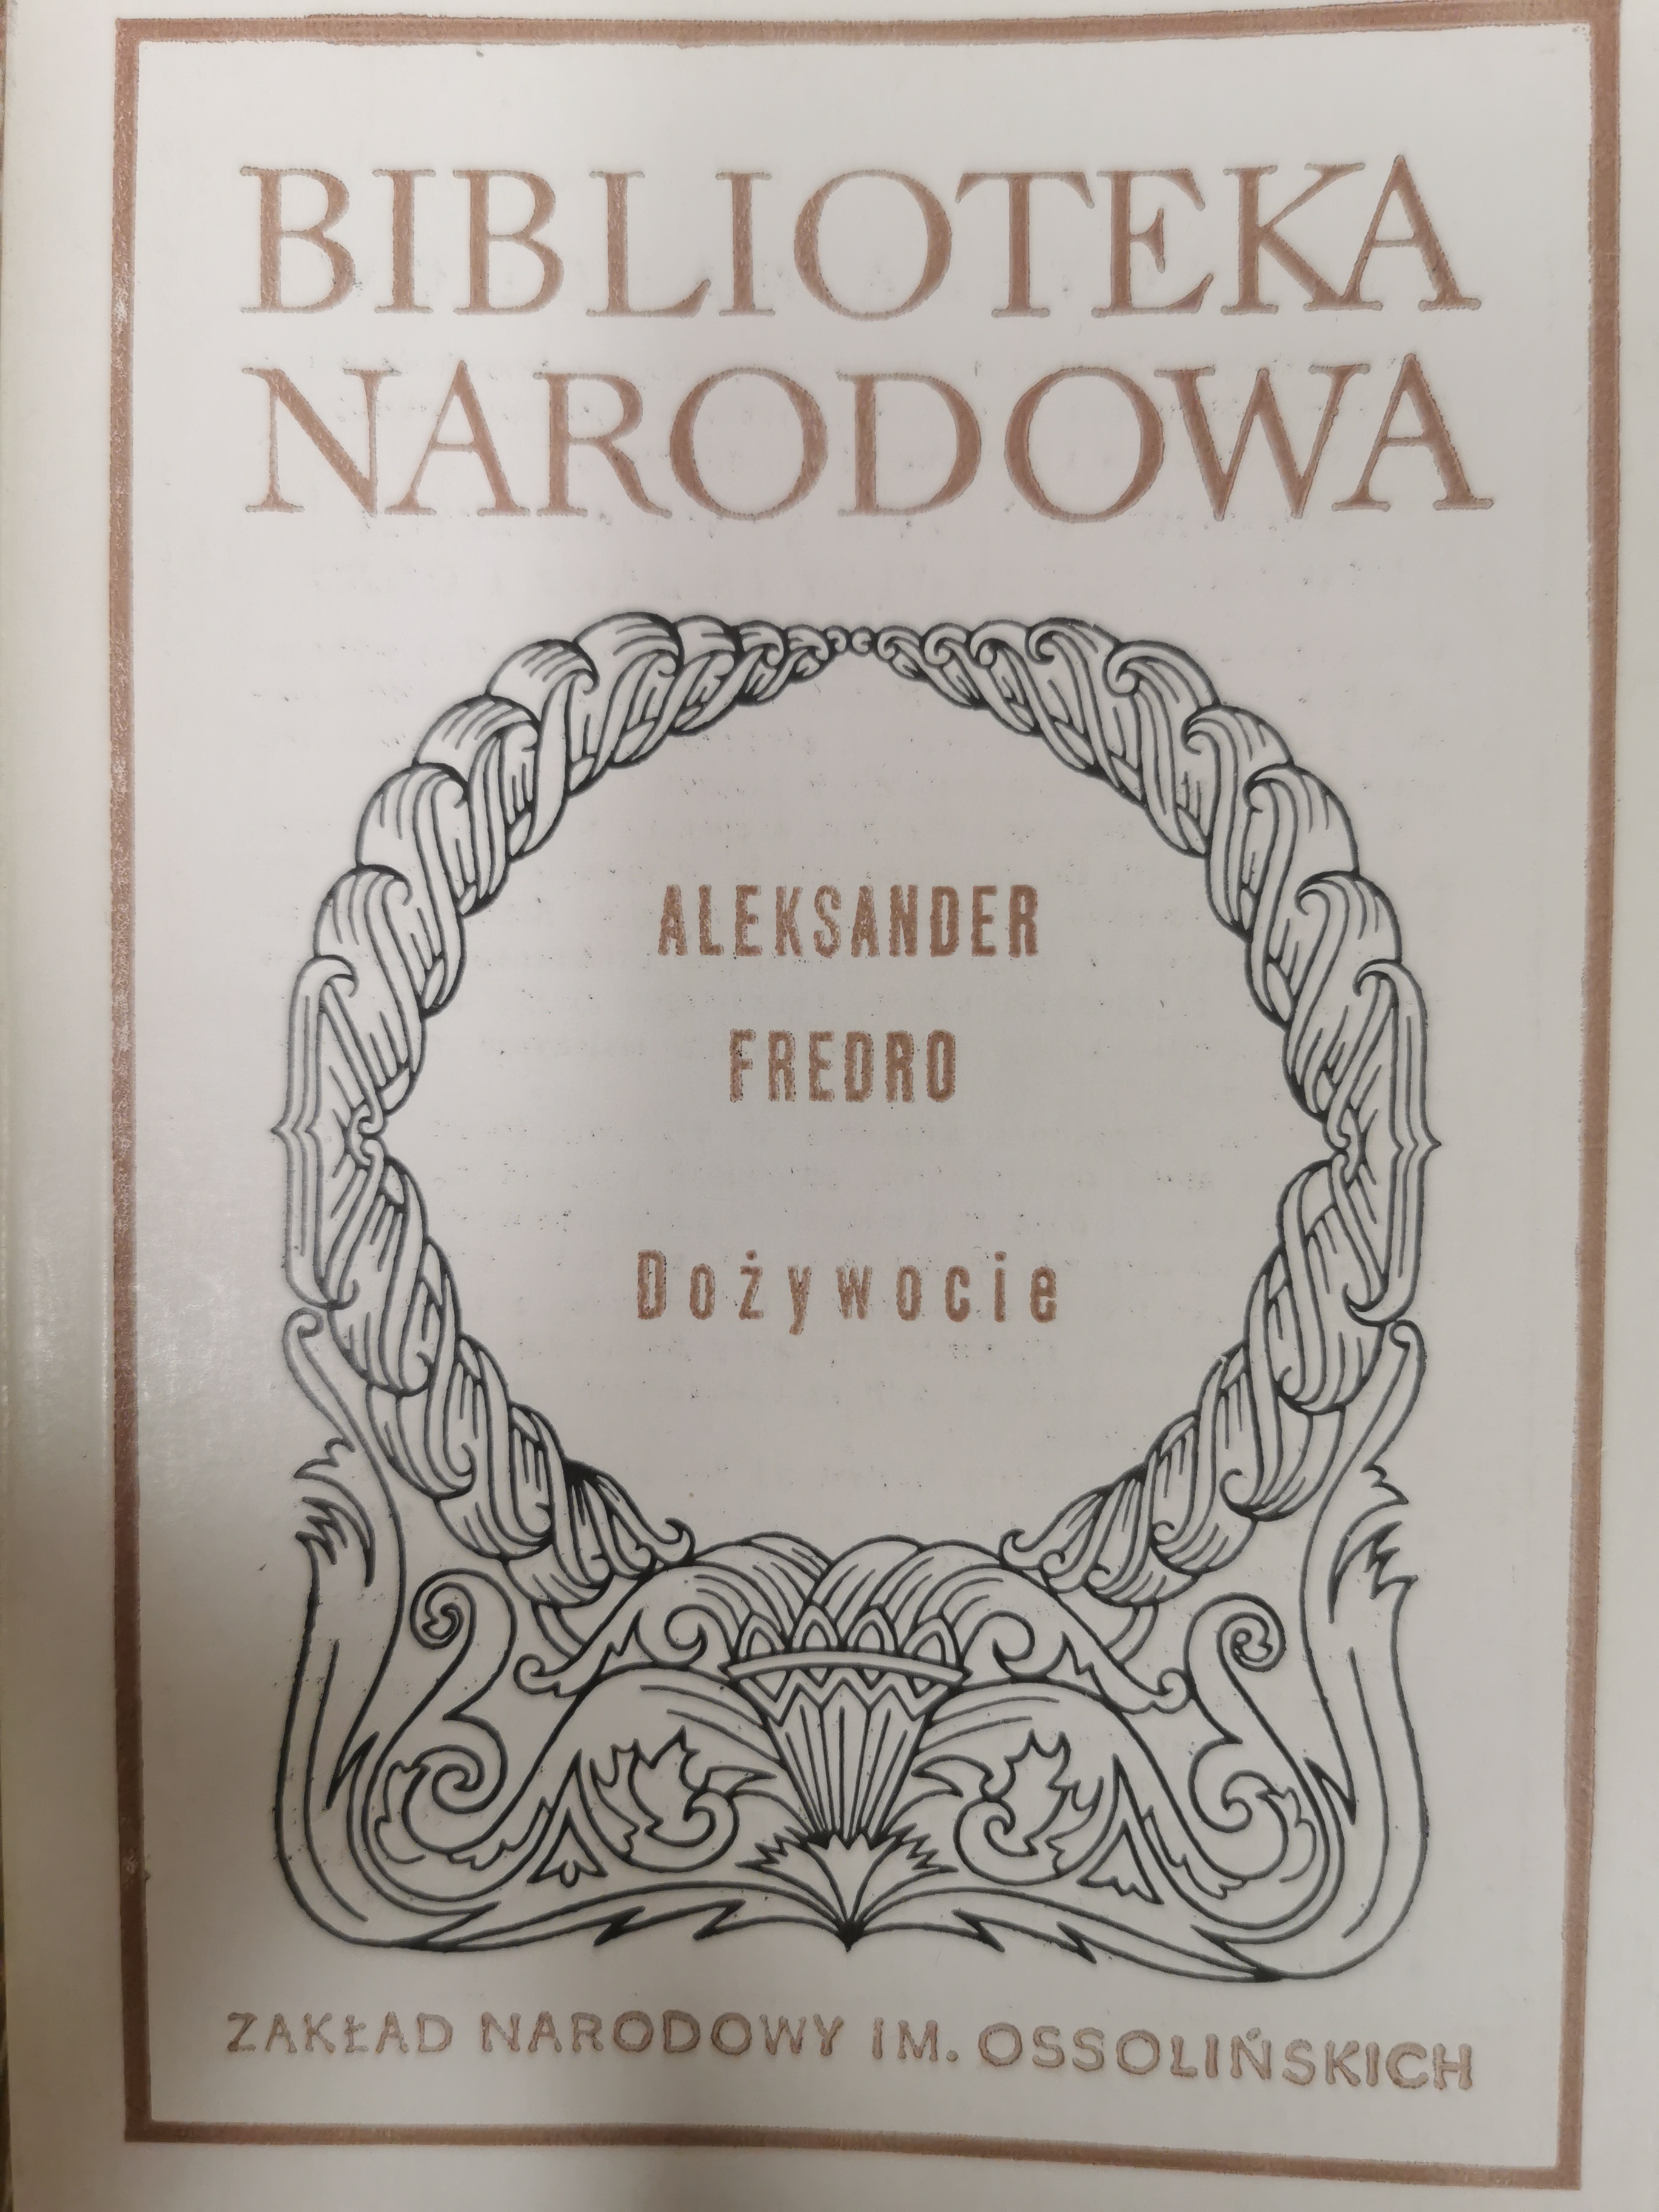 BIBLIOTEKA
NARODOWA
ALEKSANDER
FREDRO
Dożywocie
ZAKŁAD NARODOWY IM. OSSOLIŃSKICH